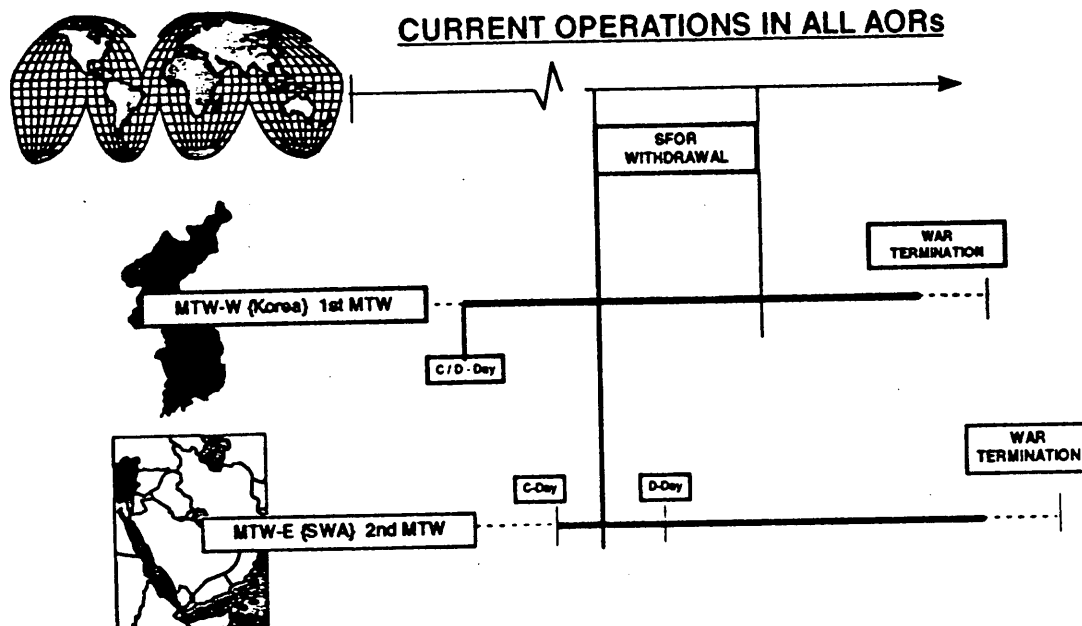 CURRENT OPERATIONS IN ALL AORs
SFOR
WITHDRAWAL
WAR
TERMINATION
MTW-W {Korea} 1st MTW
C / D - Day
WAR
TERMINATION
C-Day
D-Day
MTW-E {SWA} 2nd MTW